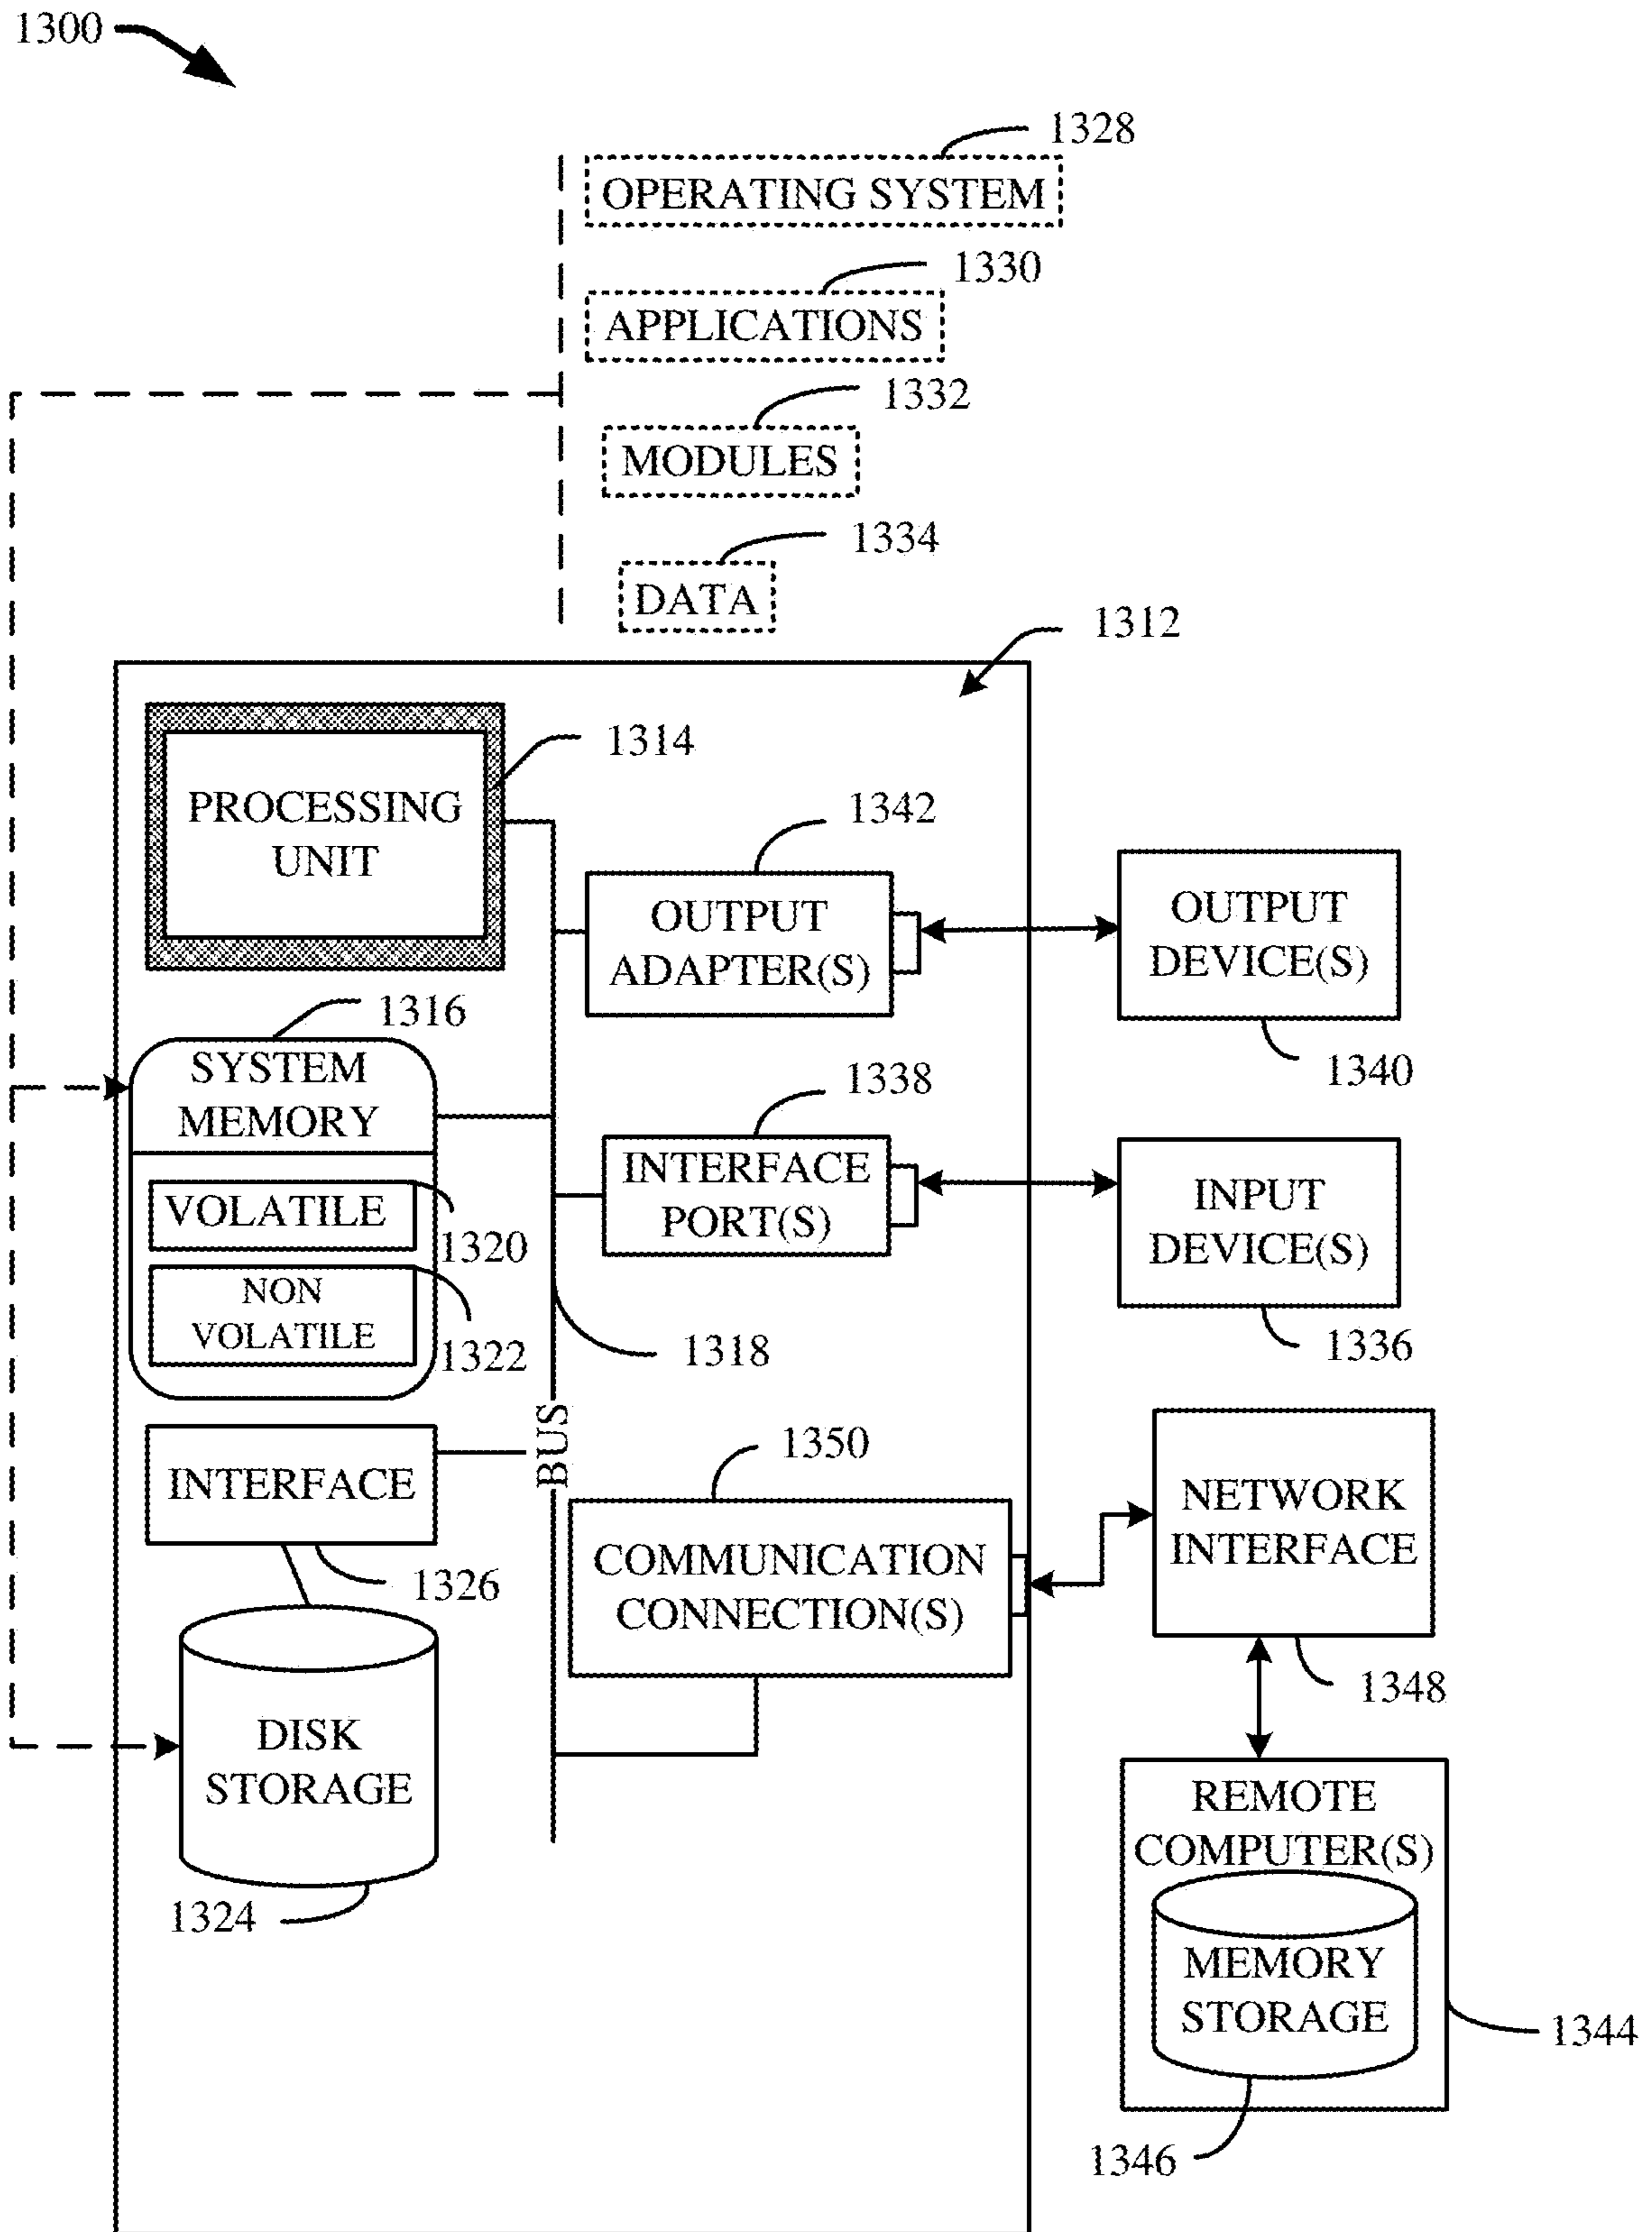 1300
1328
OPERATING SYSTEM
1330
APPLICATIONS
1332
MODULES
1334
DATA
1312
1314
PROCESSING
UNIT
1342
OUTPUT
ADAPTER(S)
OUTPUT
DEVICE(S)
1340
1316
SYSTEM
MEMORY
1338
INTERFACE
PORT(S)
INPUT
DEVICE(S)
1336
VOLATILE
1320
NON
VOLATILE
1322
1318
BUS
INTERFACE
1326
1350
COMMUNICATION
CONNECTION(S)
NETWORK
INTERFACE
1348
DISK
STORAGE
1324
REMOTE
COMPUTER(S)
MEMORY
STORAGE
1344
1346